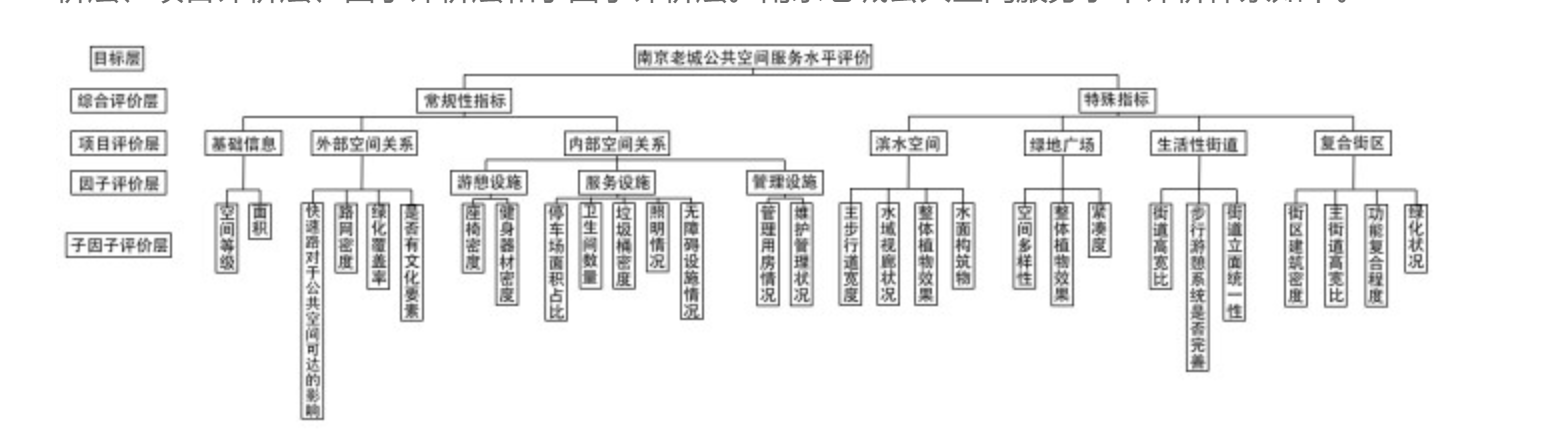 目标层
南京老城公共空间服务水平评价
综合评价层
常规性指标
特殊指标
项目评价层
基础信息
外部空间关系
内部空间关系
滨水空间
绿地广场
生活性街道
复合街区
因子评价层
游憩设施
服务设施
管理设施
子因子评价层
空间等级
面积
快速路对于公共空间可达的影响
路网密度
绿化覆盖率
是否有文化要素
座椅密度
健身器材密度
停车场面积占比
卫生间数量
垃圾桶密度
照明情况
无障碍设施情况
管理用房情况
维护管理状况
主步行道宽度
水域视廊状况
整体植物效果
水面构筑物
空间多样性
整体植物效果
紧凑度
街道高宽比
步行游憩系统是否完善
街道立面统一性
街区建筑密度
主街道高宽比
功能复合程度
绿化状况